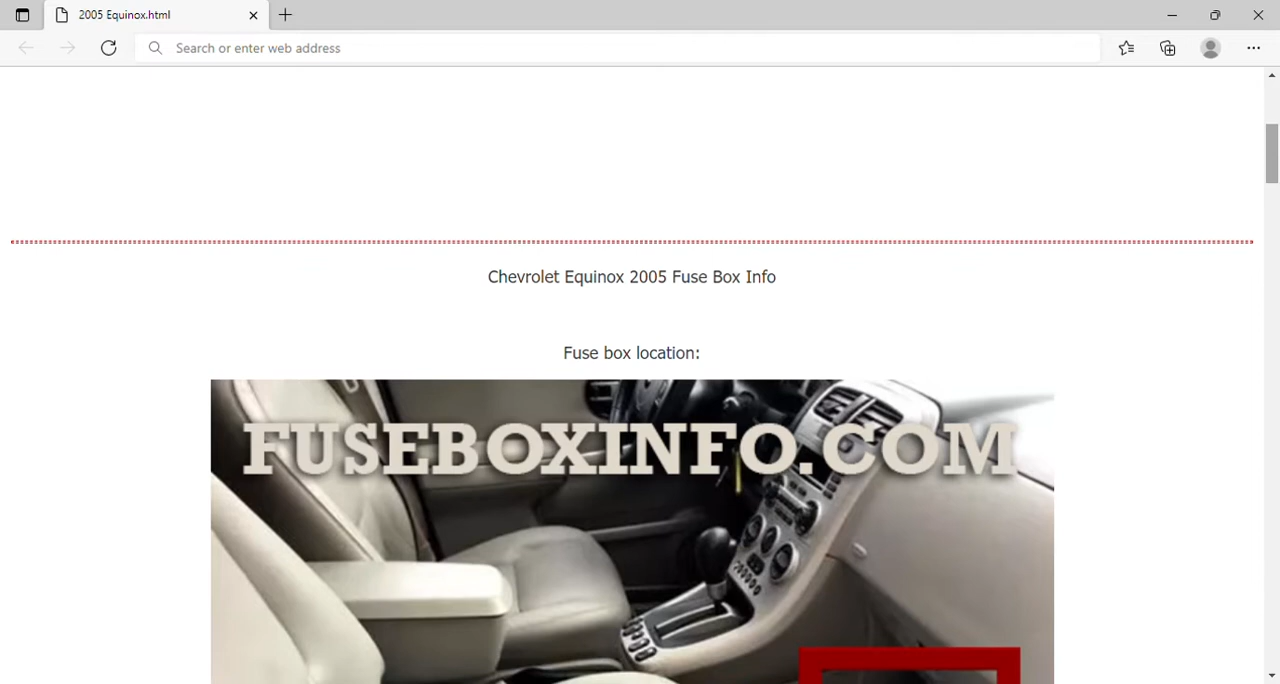 2005 Equinox.html
Search or enter web address
Chevrolet Equinox 2005 Fuse Box Info
Fuse box location:
FUSEBOXINFO.COM